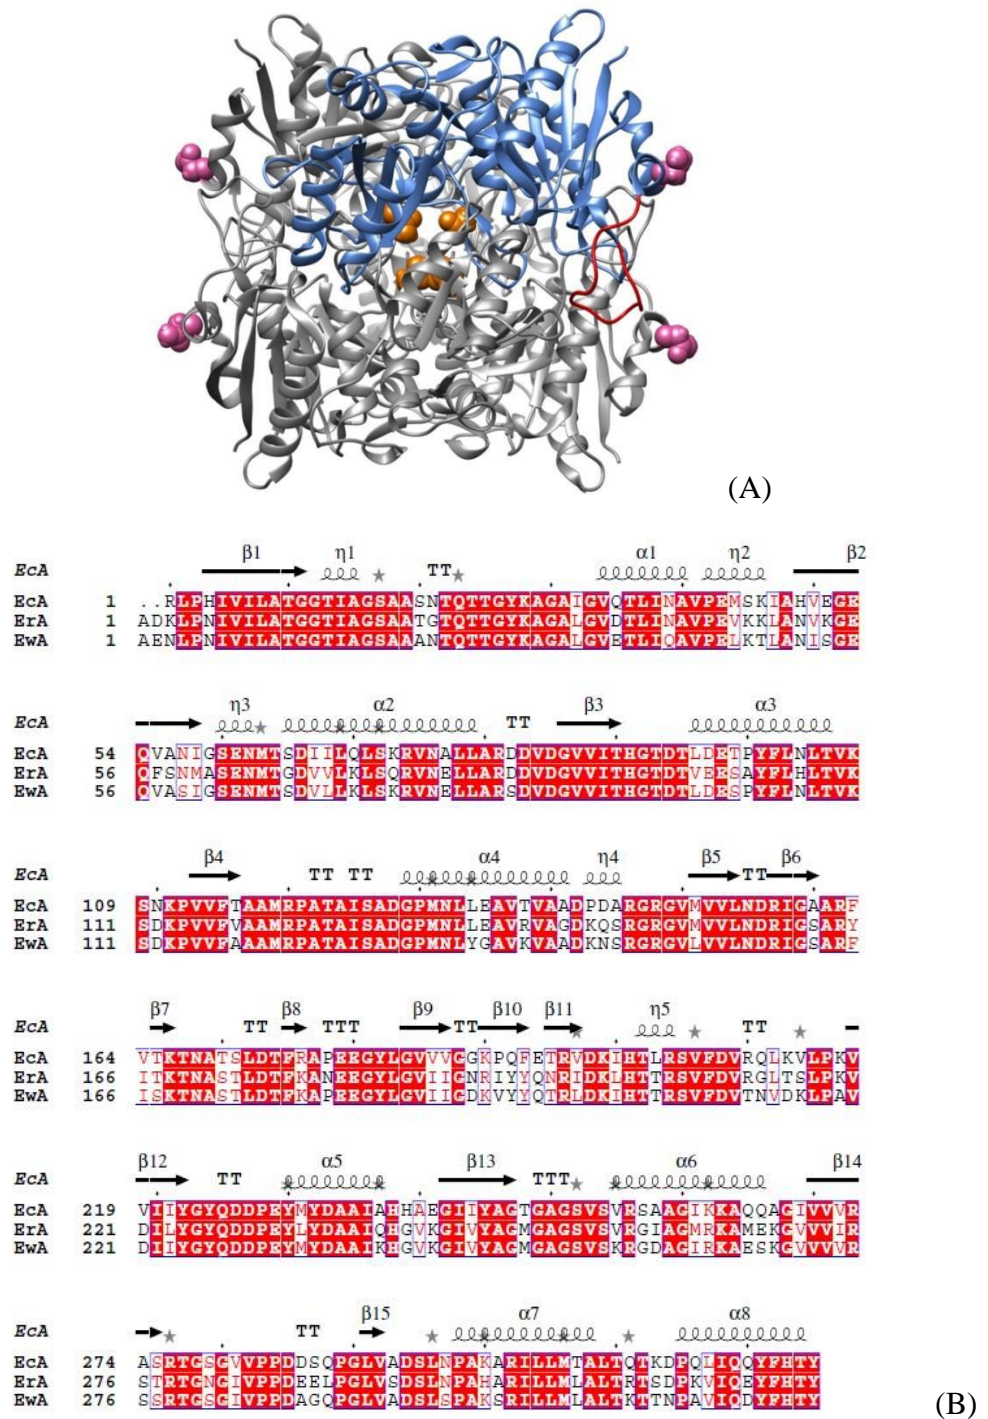 (A)
β1 η1 ★ TT★ α1 η2 β2
EcA
EcA 1 ..RLPHIVILATGGTIAGSAASNTQTTGYKAGAIGVQTLINAVPEMSKIAHVEGE
ErA 1 ADKLPNIVILATGGTIAGSAATGTQTTGYKAGALGVDTLINAVPEVKKLANVKGE
EwA 1 AENLPNIVILATGGTIAGSAAANTQTTGYKAGALGVETLIQAVPELKTLANISGE
η3 ★ α2 TT β3 α3
EcA
EcA 54 QVANIGSENMTSDIILQLSKRVNALLARDDVDGVVITHGTDTLDETPYFLNLTVK
ErA 56 QFSNMASENMTGDVVLKLSQRVNELLARDDVDGVVITHGTDTVEESAYFLHLTVK
EwA 56 QVASIGSENMTSDVLLKLSKRVNELLARSDVDGVVITHGTDTLDESPYFLNLTVK
β4 TT TT α4 η4 β5 TT β6
EcA
EcA 109 SNKPVVFTAAMRPATAISADGPMNLLEAVTVAADPDARGRGVMVVLNDRIGAARF
ErA 111 SDKPVVFVAAMRPATAISADGPMNLLEAVRVAGDKQSRGRGVMVVLNDRIGSARY
EwA 111 SDKPVVFAAAMRPATAISADGPMNLYGAVKVAADKNSRGRGVLVVLNDRIGSARF
β7 TT β8 TTT β9 TT β10 β11 ★ η5 ★ TT ★
EcA
EcA 164 VTKTNATSLDTFRAPEEGYLGVVVGGKPQFETRVDKIHTLRSVFDVRQLKVLPKV
ErA 166 ITKTNASTLDTFKANEEGYLGVIIGNRIYYQNRIDKLHTTRSVFDVRGLTSLPKV
EwA 166 ISKTNASTLDTFKAPEEGYLGVIIGDKVYYQTRLDKIHTTRSVFDVTNVDKLPAV
β12 TT α5 β13 TTT★ α6 β14
EcA
EcA 219 VIIYGYQDDPEYMYDAAIAHHAEGIIYAGTGAGSVSVRSAAGIKKAQQAGIVVVR
ErA 221 DILYGYQDDPEYLYDAAIQHGVKGIVYAGMGAGSVSVRGIAGMRKAMEKGVVVIR
EwA 221 DIIYGYQDDPEYMYDAAIKHGVKGIVYAGMGAGSVSKRGDAGIRKAESKGVVVVR
★ TT β15 ★ α7 ★ α8
EcA
EcA 274 ASRTGSGVVPPDDSQPGLVADSLNPAKARILLMTALTQTKDPQLIQQYFHTY
ErA 276 STRTGNGIVPPDEELPGLVSDSLNPAHARILLMLALTRTSDPKVIQEYFHTY
EwA 276 SSRTGSGIVPPDAGQPGLVADSLSPAKSRILLMLALTKTTNPAVIQDYFHTY
(B)